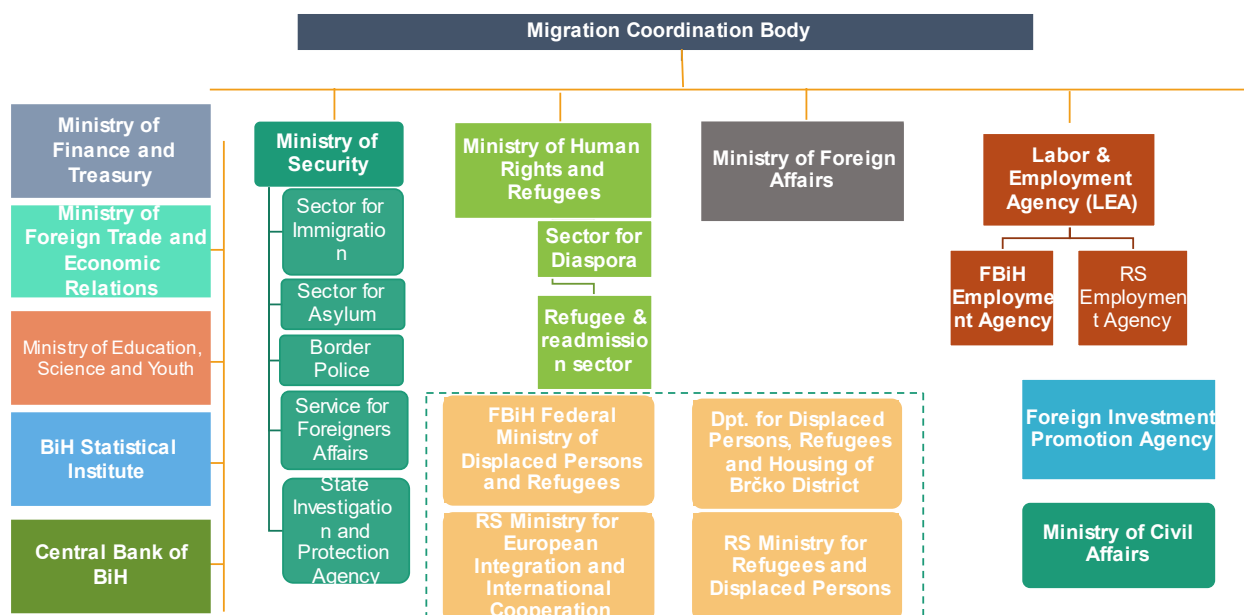 Migration Coordination Body
Ministry of
Finance and
Treasury
Ministry of
Foreign Trade and
Economic
Relations
Ministry of Education,
Science and Youth
BiH Statistical
Institute
Central Bank of
BiH
Ministry of
Security
Sector for
Immigratio
n
Sector for
Asylum
Border
Police
Service for
Foreigners
Affairs
State
Investigatio
n and
Protection
Agency
Ministry of Human
Rights and
Refugees
Sector for
Diaspora
Refugee &
readmissio
n sector
FBiH Federal
Ministry of
Displaced Persons
and Refugees
RS Ministry for
European
Integration and
International
Cooperation
Ministry of Foreign
Affairs
Dpt. for Displaced
Persons, Refugees
and Housing of
Brčko District
RS Ministry for
Refugees and
Displaced Persons
Labor &
Employment
Agency (LEA)
FBiH
Employme
nt Agency
RS
Employmen
t Agency
Foreign Investment
Promotion Agency
Ministry of Civil
Affairs